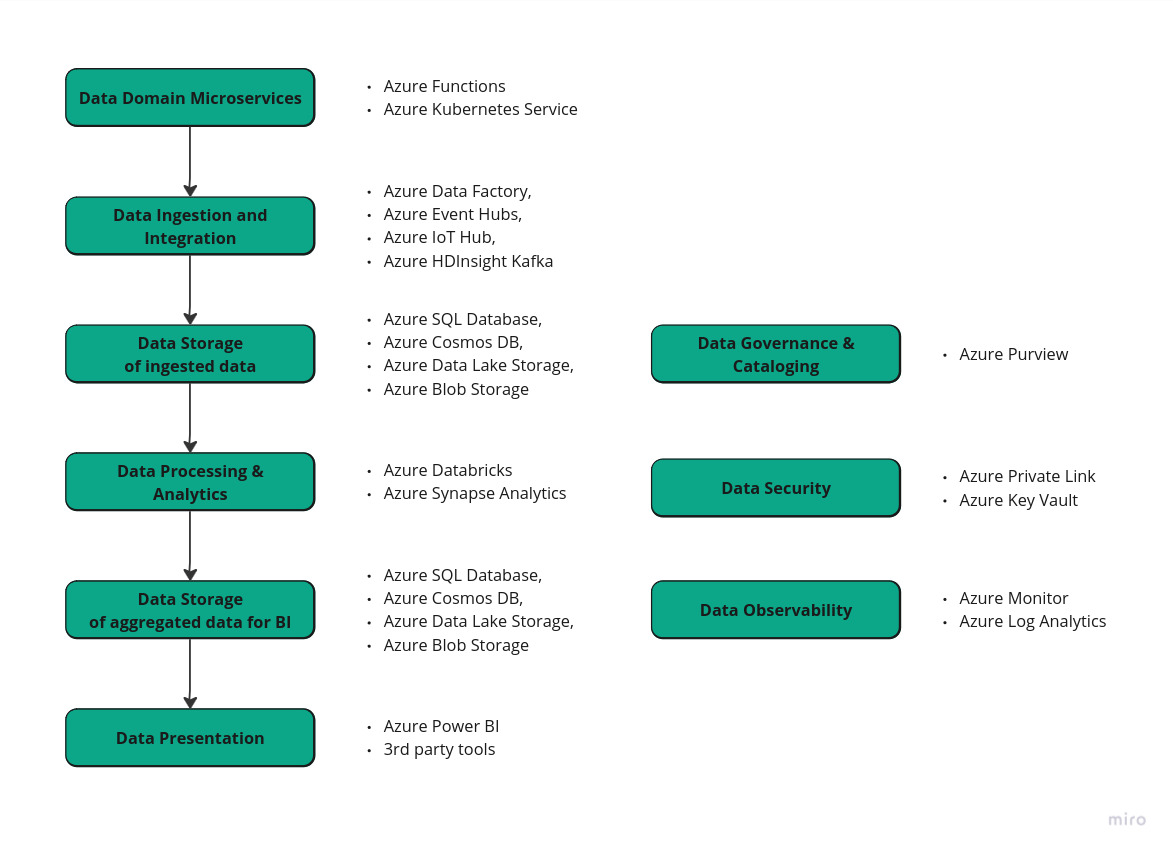 Data Domain Microservices
• Azure Functions
• Azure Kubernetes Service
Data Ingestion and
Integration
• Azure Data Factory,
• Azure Event Hubs,
• Azure IoT Hub,
• Azure HDInsight Kafka
Data Storage
of ingested data
• Azure SQL Database,
• Azure Cosmos DB,
• Azure Data Lake Storage,
• Azure Blob Storage
Data Governance &
Cataloging
• Azure Purview
Data Processing &
Analytics
• Azure Databricks
• Azure Synapse Analytics
Data Security
• Azure Private Link
• Azure Key Vault
Data Storage
of aggregated data for BI
• Azure SQL Database,
• Azure Cosmos DB,
• Azure Data Lake Storage,
• Azure Blob Storage
Data Observability
• Azure Monitor
• Azure Log Analytics
Data Presentation
• Azure Power BI
• 3rd party tools
miro